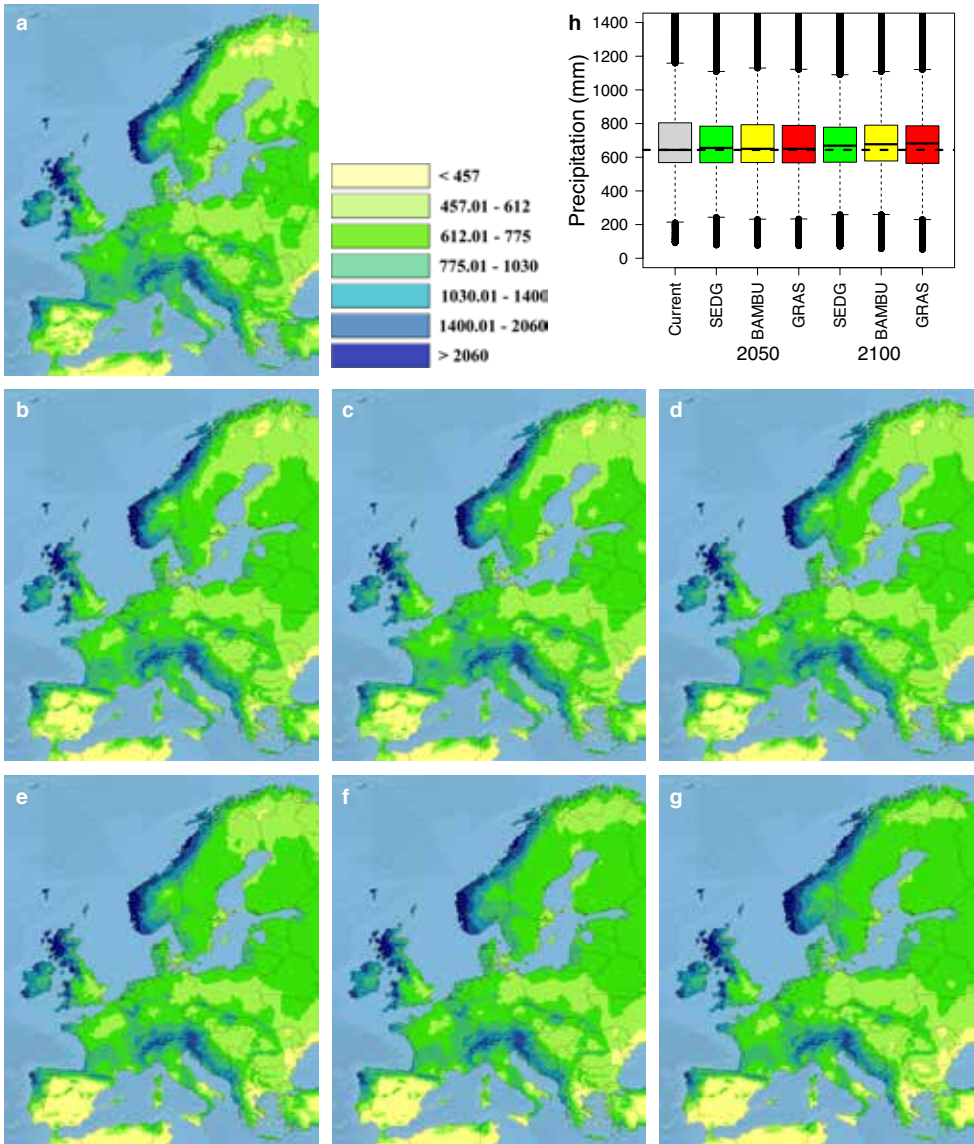 a
< 457
457.01 - 612
612.01 - 775
775.01 - 1030
1030.01 - 1400
1400.01 - 2060
> 2060
h
Precipitation (mm)
1400
1200
1000
800
600
400
200
0
Current
SEDG
BAMBU
GRAS
SEDG
BAMBU
GRAS
2050
2100
b
c
d
e
f
g